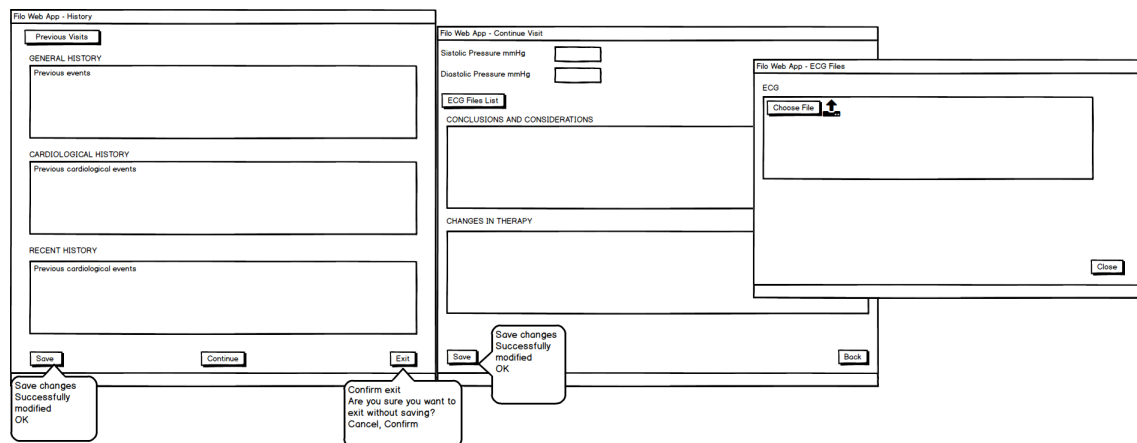 Filo Web App - History
Previous Visits
GENERAL HISTORY
Previous events
CARDIOLOGICAL HISTORY
Previous cardiological events
RECENT HISTORY
Previous cardiological events
Save
Continue
Exit
Save changes
Successfully
modified
OK
Confirm exit
Are you sure you want to
exit without saving?
Cancel, Confirm
Filo Web App - Continue Visit
Sistolic Pressure mmHg
Diastolic Pressure mmHg
ECG Files List
CONCLUSIONS AND CONSIDERATIONS
CHANGES IN THERAPY
Save
Save changes
Successfully
modified
OK
Back
Filo Web App - ECG Files
ECG
Choose File
Close